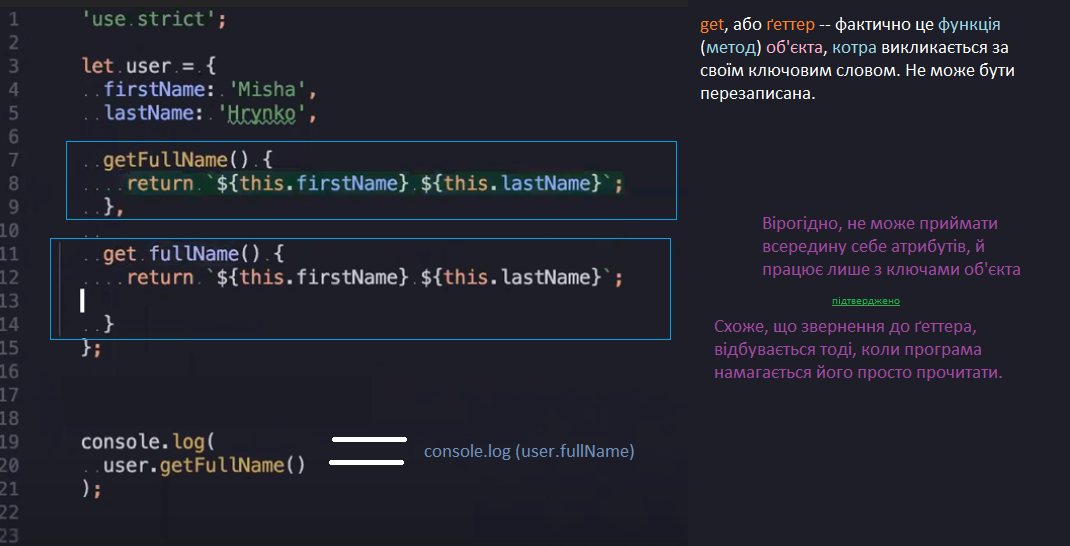 1 'use strict';
2
3 let user = {
4 firstName: 'Misha',
5 lastName: 'Hrynko',
6
7 getFullName() {
8 return `${this.firstName} ${this.lastName}`;
9 },
10
11 get fullName() {
12 return `${this.firstName} ${this.lastName}`;
13
14 }
15 };
16
17
18
19 console.log(
20 user.getFullName()
21 );
22
23
console.log (user.fullName)
get, або ґеттер -- фактично це функція
(метод) об'єкта, котра викликається за
своїм ключовим словом. Не може бути
перезаписана.
Вірогідно, не може приймати
всередину себе атрибутів, й
працює лише з ключами об'єкта
підтверджено
Схоже, що звернення до ґеттера,
відбувається тоді, коли програма
намагається його просто прочитати.